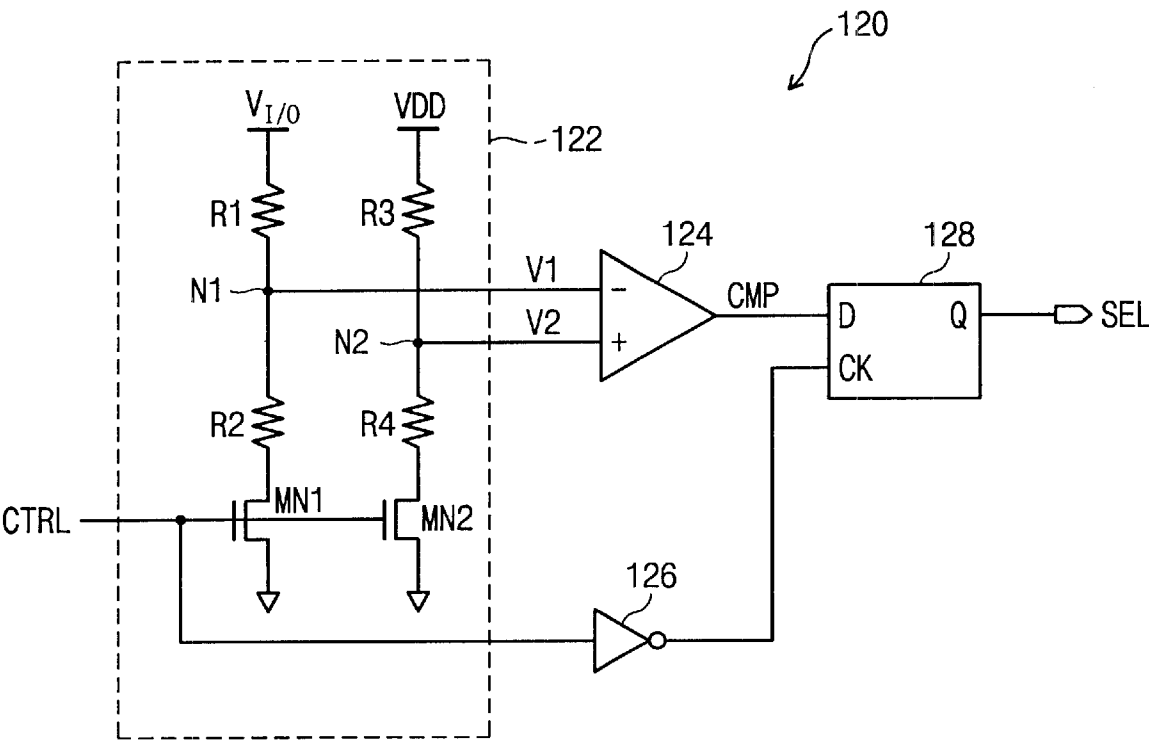 120
V_I/O
VDD
122
R1
R3
124
128
N1
V1
−
CMP
D
Q
SEL
N2
V2
+
CK
R2
R4
CTRL
MN1
MN2
126